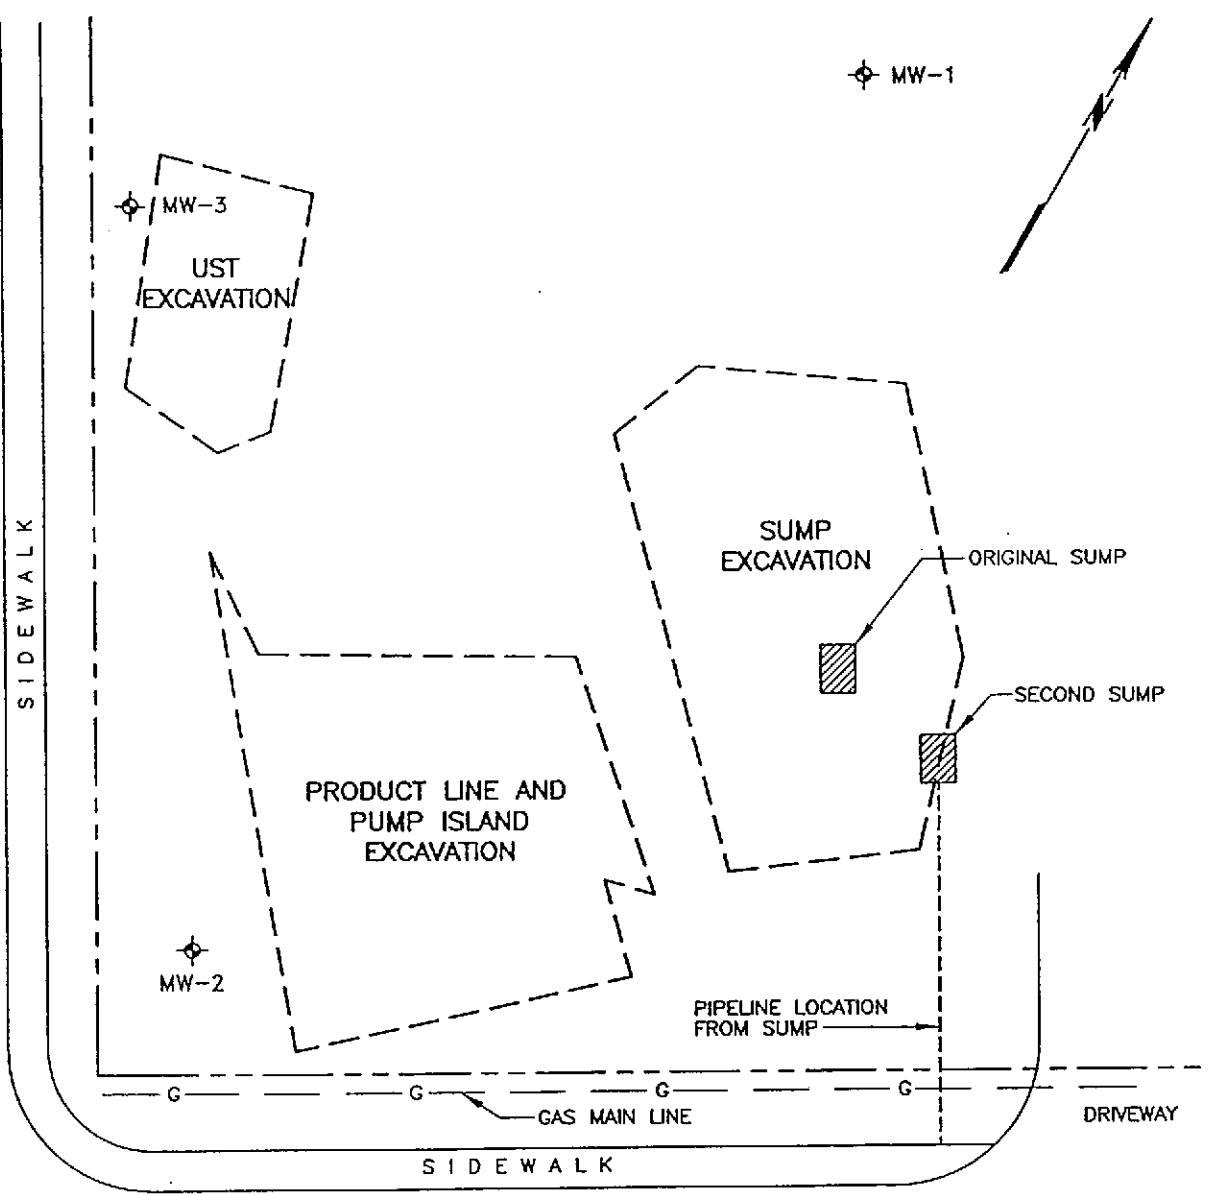 MW-1
MW-3
UST
EXCAVATION
SUMP
EXCAVATION
ORIGINAL SUMP
SIDEWALK
SECOND SUMP
PRODUCT LINE AND
PUMP ISLAND
EXCAVATION
MW-2
PIPELINE LOCATION
FROM SUMP
G G G G
GAS MAIN LINE
DRIVEWAY
SIDEWALK